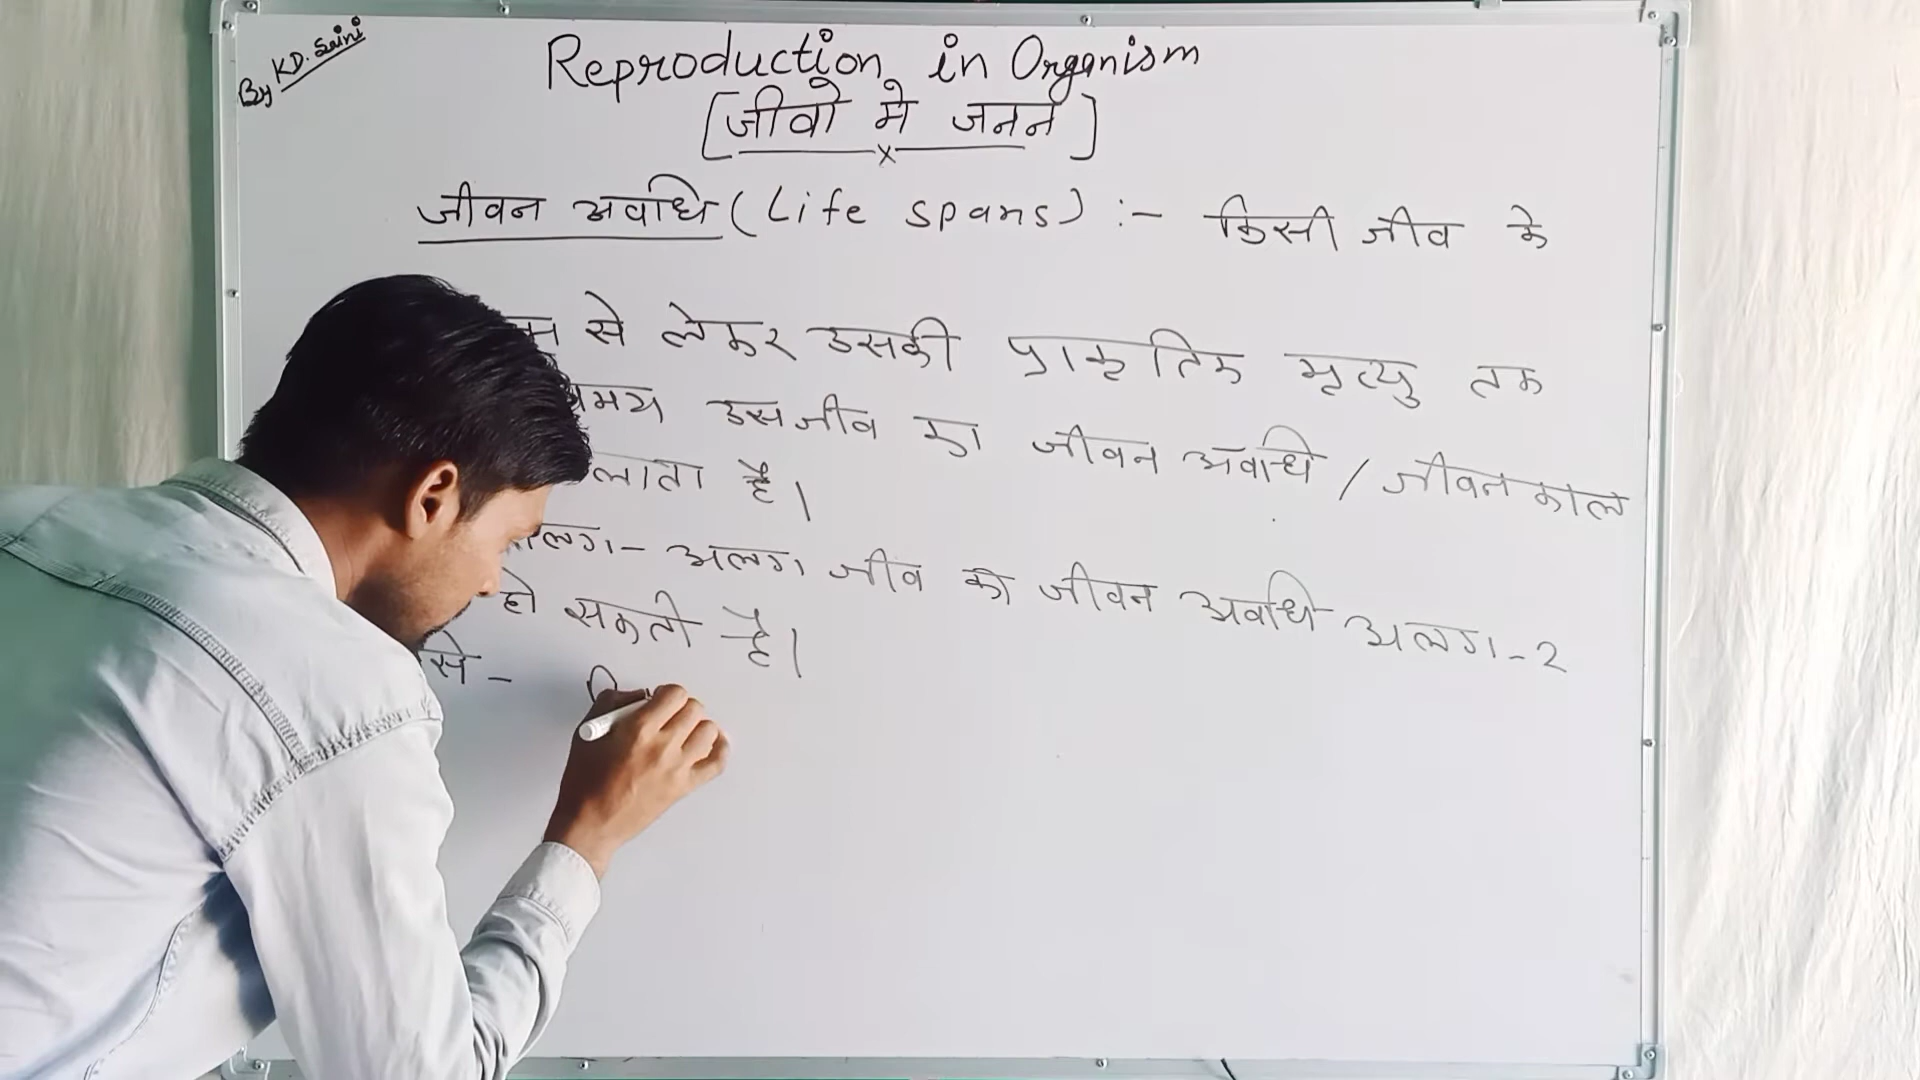 By K.D. Saini
Reproduction in Organism
[जीवो मे जनन]
x
जीवन अवधि (Life spans) :- किसी जीव के
से लेकर उसकी प्राकृतिक मृत्यु तक
उस जीव का जीवन अवधि / जीवन काल
है।
अलग जीव की जीवन अवधि अलग-2
हो सकती है।